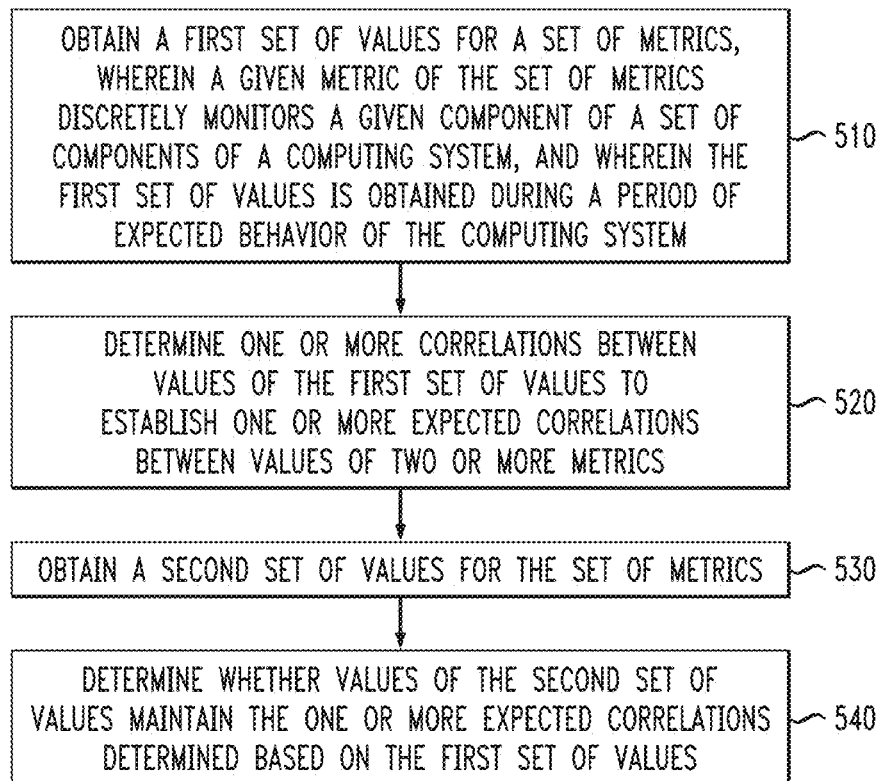 OBTAIN A FIRST SET OF VALUES FOR A SET OF METRICS,
WHEREIN A GIVEN METRIC OF THE SET OF METRICS
DISCRETELY MONITORS A GIVEN COMPONENT OF A SET OF
COMPONENTS OF A COMPUTING SYSTEM, AND WHEREIN THE
FIRST SET OF VALUES IS OBTAINED DURING A PERIOD OF
EXPECTED BEHAVIOR OF THE COMPUTING SYSTEM
510
DETERMINE ONE OR MORE CORRELATIONS BETWEEN
VALUES OF THE FIRST SET OF VALUES TO
ESTABLISH ONE OR MORE EXPECTED CORRELATIONS
BETWEEN VALUES OF TWO OR MORE METRICS
520
OBTAIN A SECOND SET OF VALUES FOR THE SET OF METRICS
530
DETERMINE WHETHER VALUES OF THE SECOND SET OF
VALUES MAINTAIN THE ONE OR MORE EXPECTED CORRELATIONS
DETERMINED BASED ON THE FIRST SET OF VALUES
540